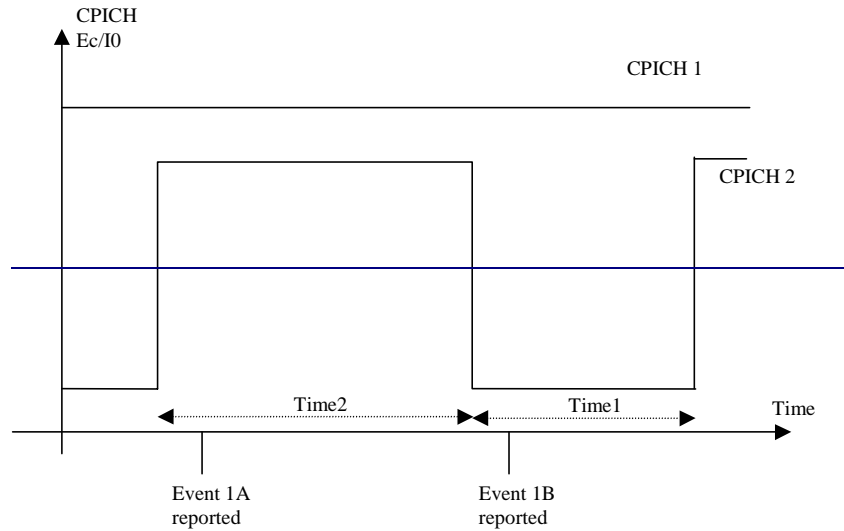 CPICH
Ec/I0
CPICH 1
CPICH 2
Time2
Time1
Time
Event 1A
reported
Event 1B
reported